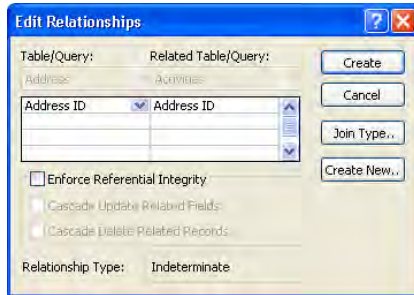 Edit Relationships
Table/Query: Related Table/Query:
Address Activities
Address ID Address ID
Enforce Referential Integrity
Cascade Update Related Fields
Cascade Delete Related Records
Relationship Type: Indeterminate
Create
Cancel
Join Type..
Create New..